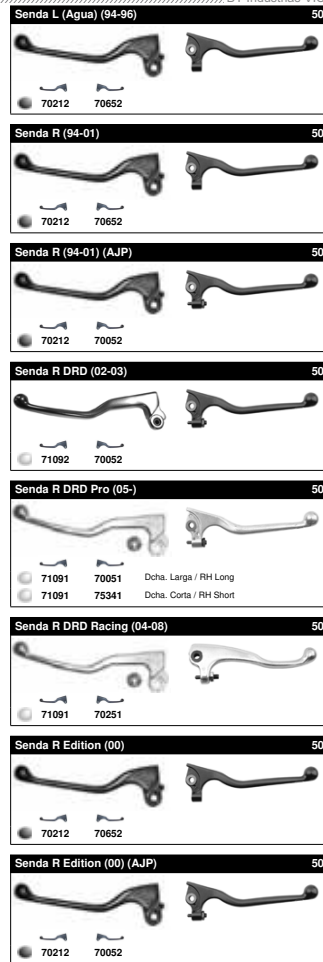 Senda L (Agua) (94-96) 50
70212 70652
Senda R (94-01) 50
70212 70652
Senda R (94-01) (AJP) 50
70212 70052
Senda R DRD (02-03) 50
71092 70052
Senda R DRD Pro (05-) 50
71091 70051 Dcha. Larga / RH Long
71091 75341 Dcha. Corta / RH Short
Senda R DRD Racing (04-08) 50
71091 70251
Senda R Edition (00) 50
70212 70652
Senda R Edition (00) (AJP) 50
70212 70052